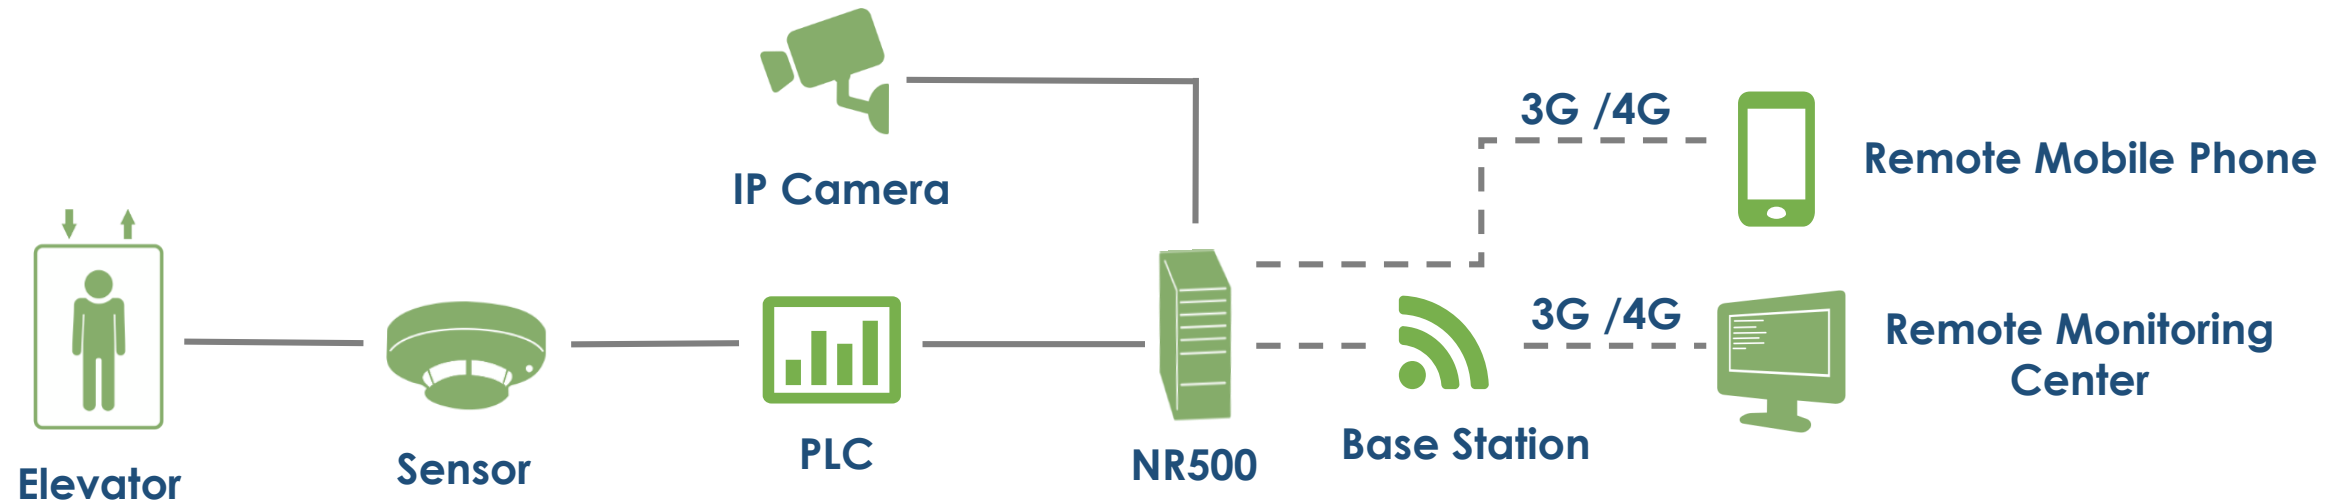 3G /4G
Remote Mobile Phone
IP Camera
3G /4G
Remote Monitoring
Center
Elevator
Sensor
PLC
NR500
Base Station